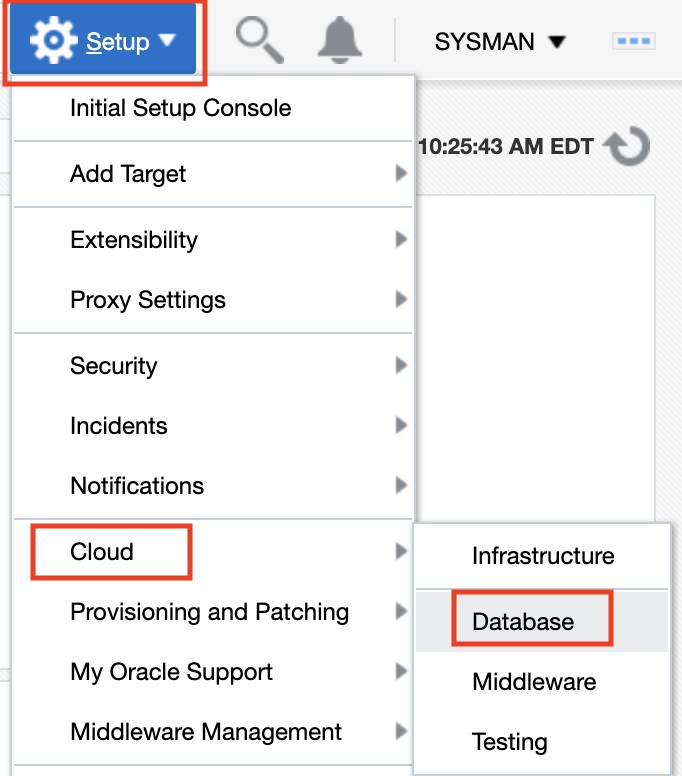 Setup
SYSMAN
Initial Setup Console
10:25:43 AM EDT
Add Target
Extensibility
Proxy Settings
Security
Incidents
Notifications
Cloud
Infrastructure
Provisioning and Patching
Database
My Oracle Support
Middleware
Middleware Management
Testing